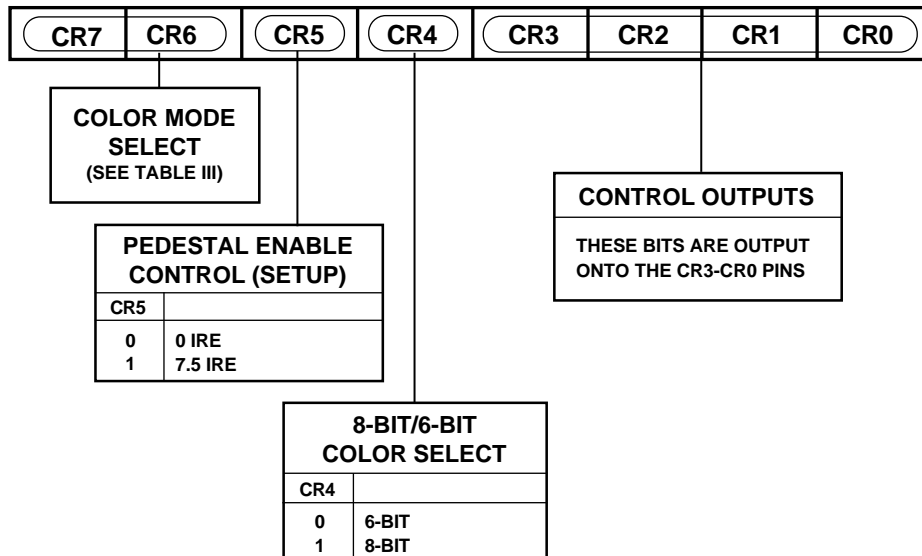 CR7 CR6 CR5 CR4 CR3 CR2 CR1 CR0
COLOR MODE
SELECT
(SEE TABLE III)
CONTROL OUTPUTS
THESE BITS ARE OUTPUT
ONTO THE CR3-CR0 PINS
PEDESTAL ENABLE
CONTROL (SETUP)
CR5
0 0 IRE
1 7.5 IRE
8-BIT/6-BIT
COLOR SELECT
CR4
0 6-BIT
1 8-BIT